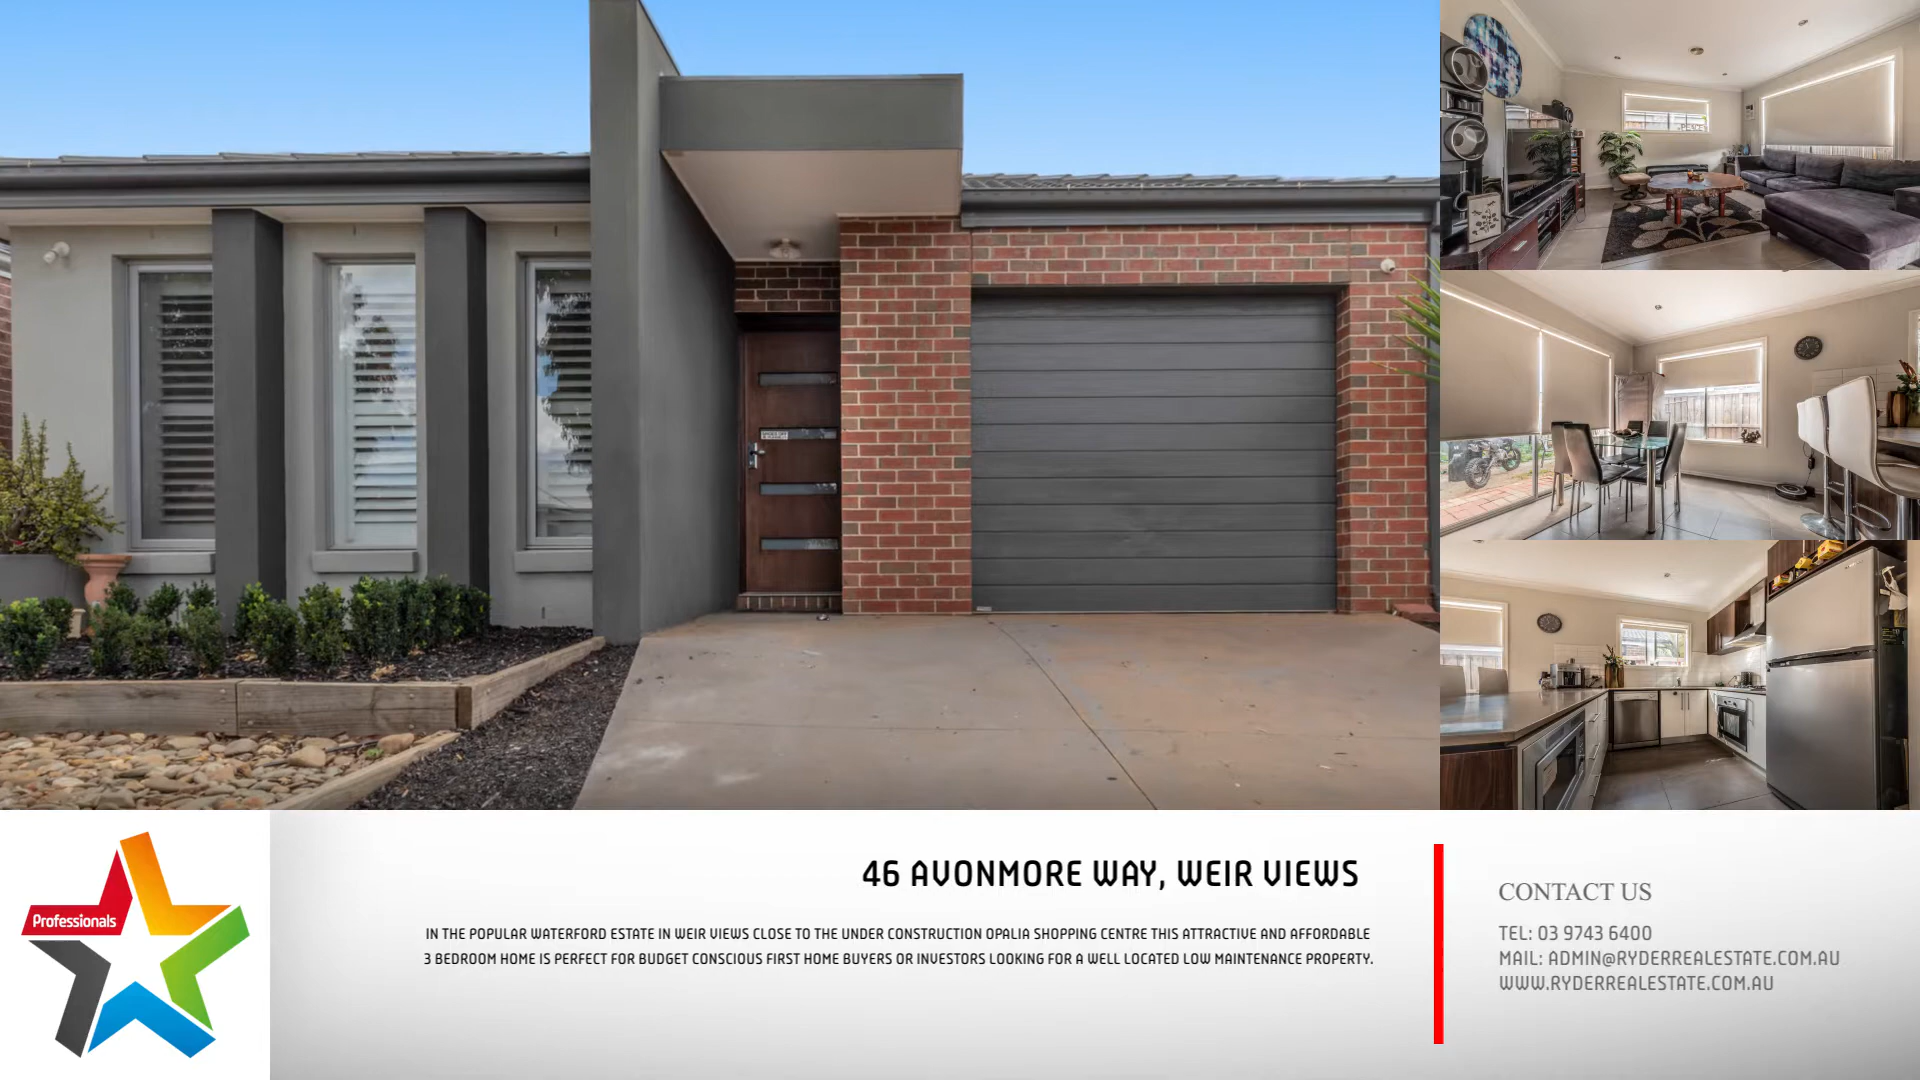 46 AVONMORE WAY, WEIR VIEWS
IN THE POPULAR WATERFORD ESTATE IN WEIR VIEWS CLOSE TO THE UNDER CONSTRUCTION OPALIA SHOPPING CENTRE THIS ATTRACTIVE AND AFFORDABLE
3 BEDROOM HOME IS PERFECT FOR BUDGET CONSCIOUS FIRST HOME BUYERS OR INVESTORS LOOKING FOR A WELL LOCATED LOW MAINTENANCE PROPERTY.
Professionals
CONTACT US
TEL: 03 9743 6400
MAIL: ADMIN@RYDERREALESTATE.COM.AU
WWW.RYDERREALESTATE.COM.AU